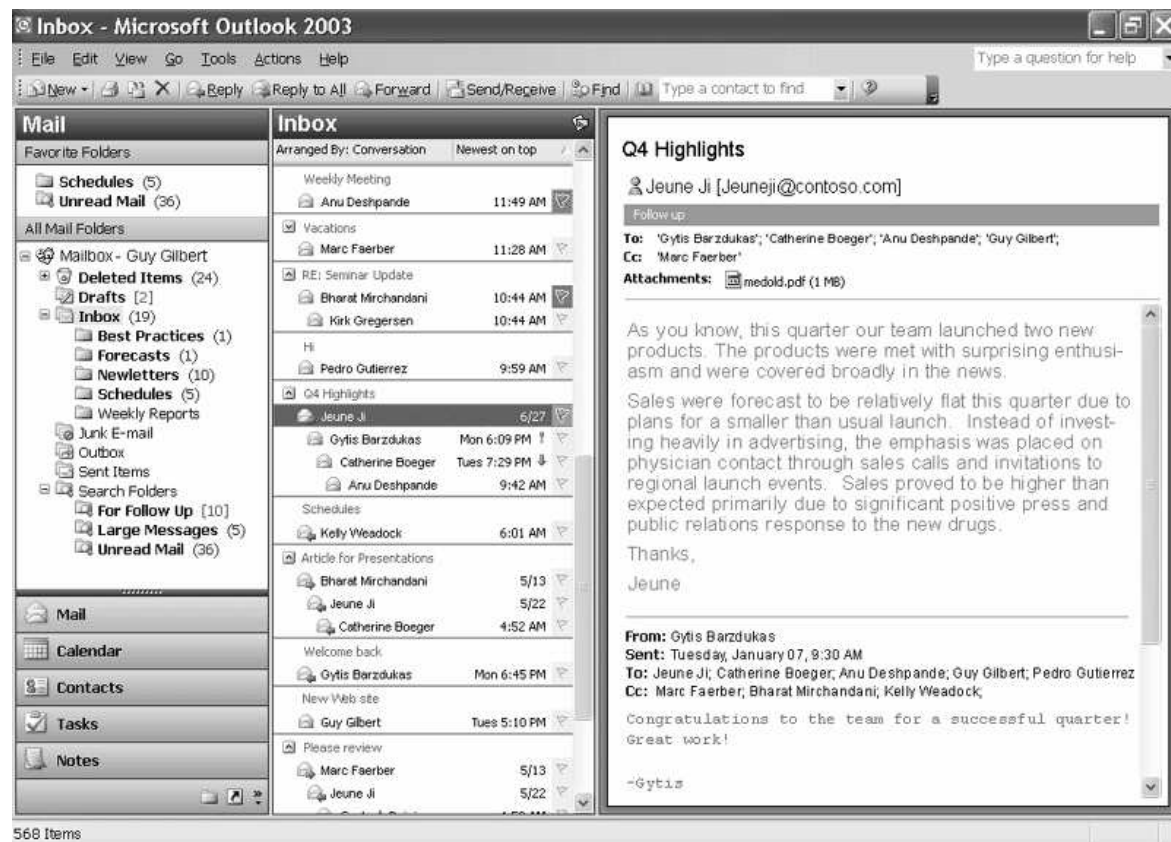 Inbox - Microsoft Outlook 2003
File Edit View Go Tools Actions Help
Type a question for help
New Reply Reply to All Forward Send/Receive Find Type a contact to find
Mail
Favorite Folders
Schedules (5)
Unread Mail (36)
All Mail Folders
Mailbox - Guy Gilbert
Deleted Items (24)
Drafts [2]
Inbox (19)
Best Practices (1)
Forecasts (1)
Newletters (10)
Schedules (5)
Weekly Reports
Junk E-mail
Outbox
Sent Items
Search Folders
For Follow Up [10]
Large Messages (5)
Unread Mail (36)
Mail
Calendar
Contacts
Tasks
Notes
Inbox
Arranged By: Conversation Newest on top
Weekly Meeting
Anu Deshpande 11:49 AM
Vacations
Marc Faerber 11:28 AM
RE: Seminar Update
Bharat Mirchandani 10:44 AM
Kirk Gregersen 10:44 AM
Hi
Pedro Gutierrez 9:59 AM
Q4 Highlights
Jeune Ji 6/27
Gytis Barzdukas Mon 6:09 PM
Catherine Boeger Tues 7:29 PM
Anu Deshpande 9:42 AM
Schedules
Kelly Weadock 6:01 AM
Article for Presentations
Bharat Mirchandani 5/13
Jeune Ji 5/22
Catherine Boeger 4:52 AM
Welcome back
Gytis Barzdukas Mon 6:45 PM
New Web site
Guy Gilbert Tues 5:10 PM
Please review
Marc Faerber 5/13
Jeune Ji 5/22
Q4 Highlights
Jeune Ji [Jeuneji@contoso.com]
Follow up
To: 'Gytis Barzdukas'; 'Catherine Boeger'; 'Anu Deshpande'; 'Guy Gilbert';
Cc: 'Marc Faerber'
Attachments: medold.pdf (1 MB)
As you know, this quarter our team launched two new
products. The products were met with surprising enthusi-
asm and were covered broadly in the news.
Sales were forecast to be relatively flat this quarter due to
plans for a smaller than usual launch. Instead of invest-
ing heavily in advertising, the emphasis was placed on
physician contact through sales calls and invitations to
regional launch events. Sales proved to be higher than
expected primarily due to significant positive press and
public relations response to the new drugs.
Thanks,
Jeune
From: Gytis Barzdukas
Sent: Tuesday, January 07, 9:30 AM
To: Jeune Ji; Catherine Boeger; Anu Deshpande; Guy Gilbert; Pedro Gutierrez
Cc: Marc Faerber; Bharat Mirchandani; Kelly Weadock;
Congratulations to the team for a successful quarter!
Great work!
-Gytis
568 Items